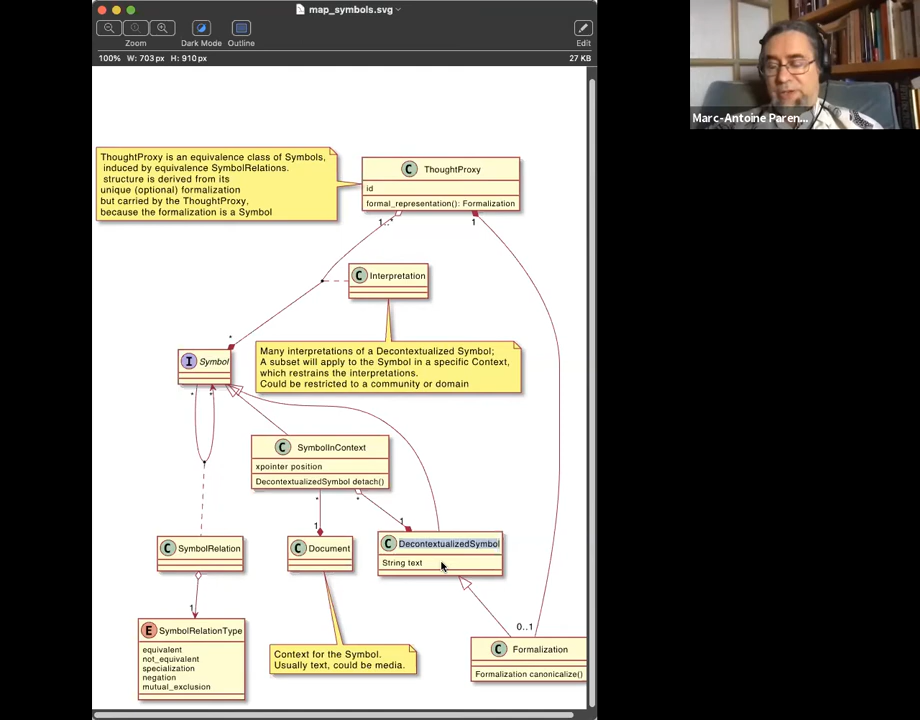 map_symbols.svg
Zoom
Dark Mode
Outline
Edit
100% W: 703 px H: 910 px
27 KB
Marc-Antoine Paren...
ThoughtProxy is an equivalence class of Symbols,
induced by equivalence SymbolRelations.
structure is derived from its
unique (optional) formalization
but carried by the ThoughtProxy,
because the formalization is a Symbol
C ThoughtProxy
id
formal_representation(): Formalization
1..*
1
C Interpretation
*
Many interpretations of a Decontextualized Symbol;
A subset will apply to the Symbol in a specific Context,
which restrains the interpretations.
Could be restricted to a community or domain
I Symbol
*
*
C SymbolInContext
xpointer position
DecontextualizedSymbol detach()
*
*
1
1
C SymbolRelation
C Document
C DecontextualizedSymbol
String text
1
0..1
E SymbolRelationType
equivalent
not_equivalent
specialization
negation
mutual_exclusion
Context for the Symbol.
Usually text, could be media.
C Formalization
Formalization canonicalize()